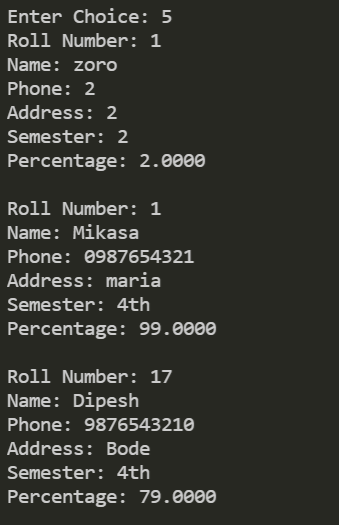 Enter Choice: 5
Roll Number: 1
Name: zoro
Phone: 2
Address: 2
Semester: 2
Percentage: 2.0000
Roll Number: 1
Name: Mikasa
Phone: 0987654321
Address: maria
Semester: 4th
Percentage: 99.0000
Roll Number: 17
Name: Dipesh
Phone: 9876543210
Address: Bode
Semester: 4th
Percentage: 79.0000